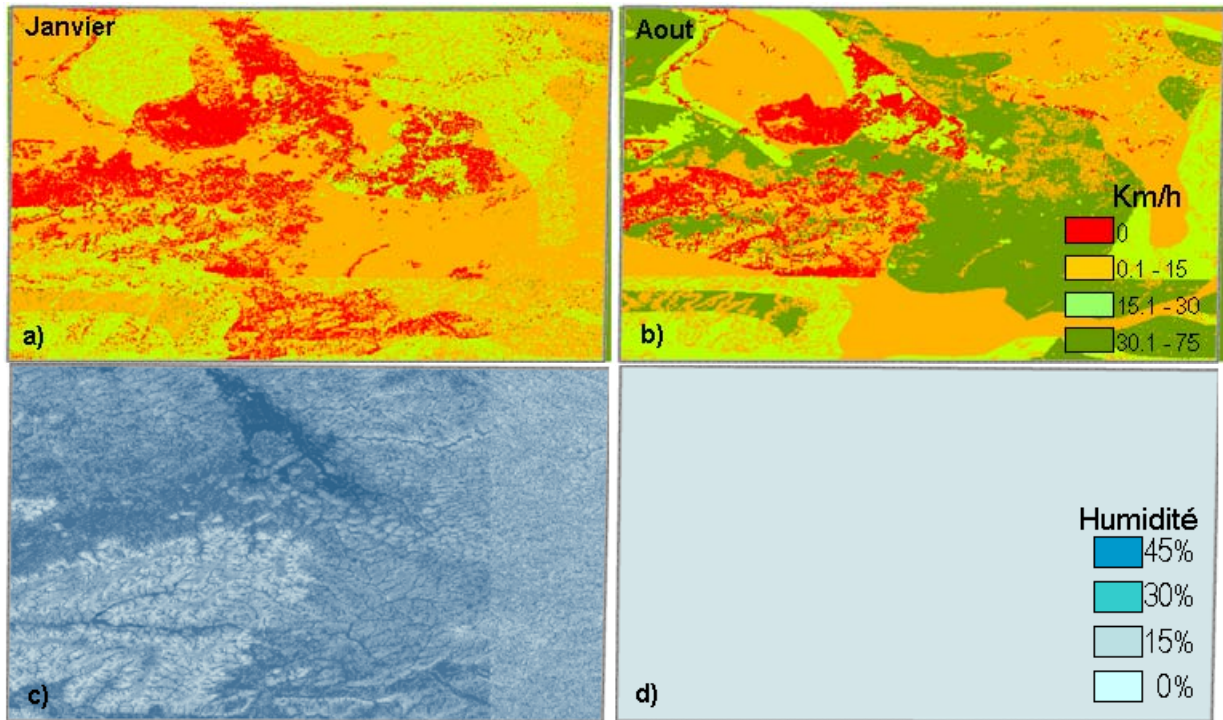 Janvier
a)
Aout
b)
Km/h
0
0.1 - 15
15.1 - 30
30.1 - 75
c)
d)
Humidité
45%
30%
15%
0%